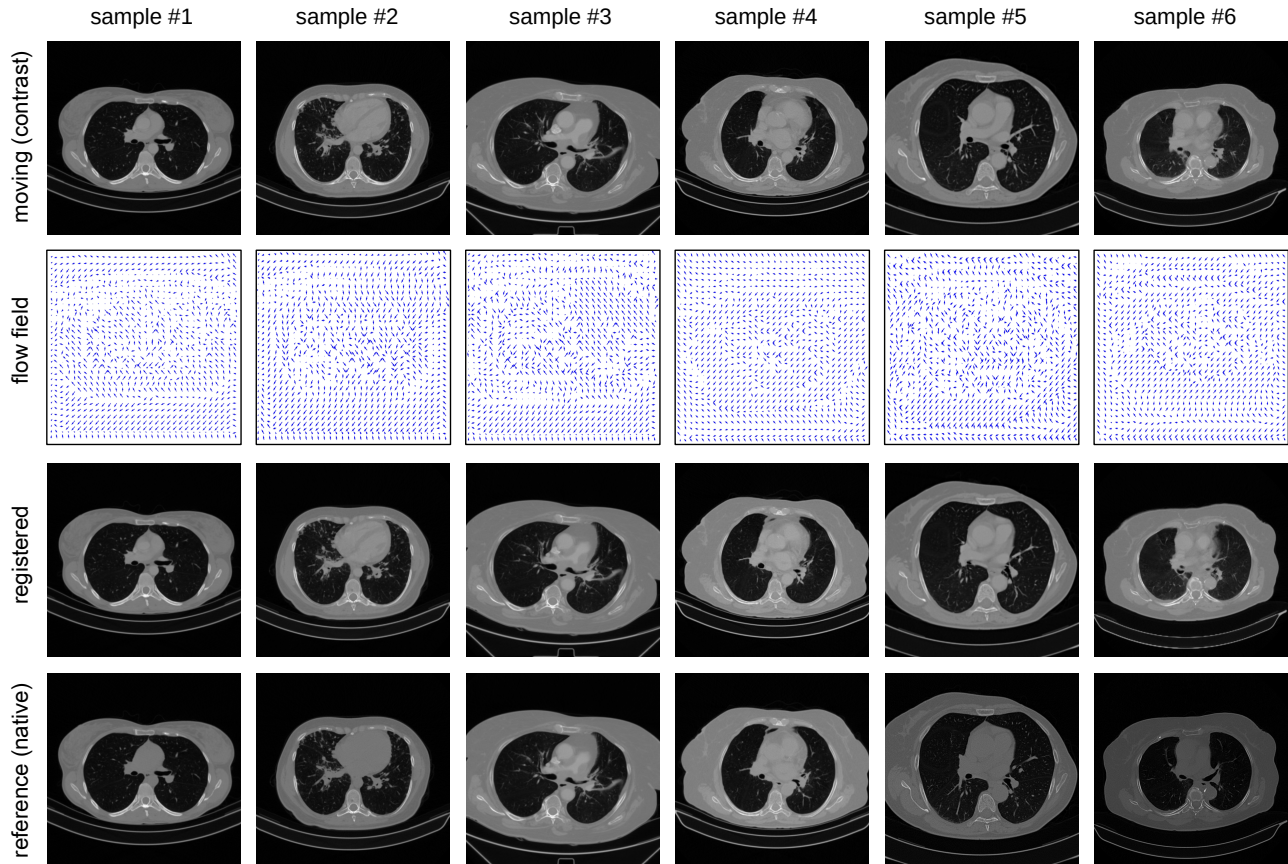 sample #1
sample #2
sample #3
sample #4
sample #5
sample #6
moving (contrast)
flow field
registered
reference (native)